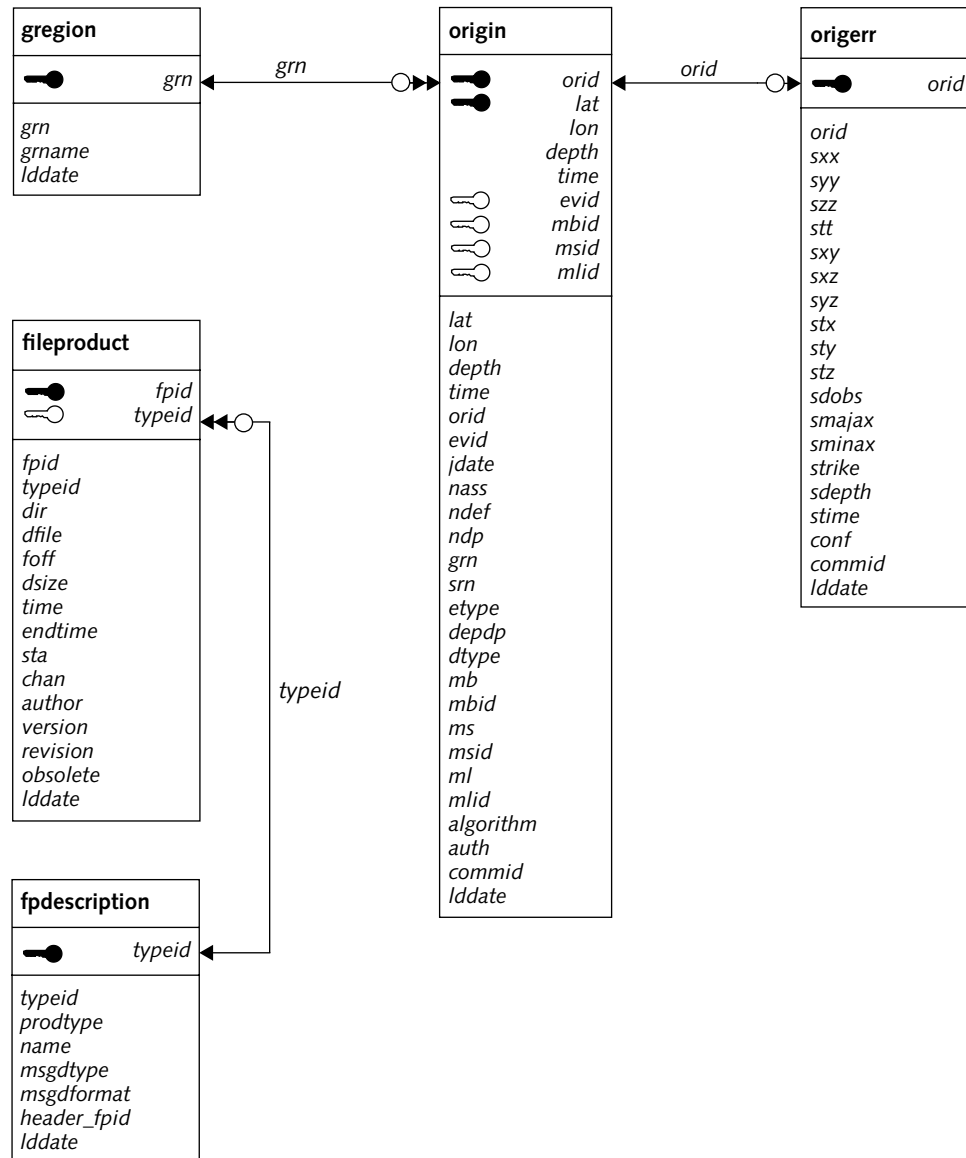 gregion
grn
grn
grname
lddate
grn
origin
orid
lat
lon
depth
time
evid
mbid
msid
mlid
lat
lon
depth
time
orid
evid
jdate
nass
ndef
ndp
grn
srn
etype
depdp
dtype
mb
mbid
ms
msid
ml
mlid
algorithm
auth
commid
lddate
orid
origerr
orid
orid
sxx
syy
szz
stt
sxy
sxz
syz
stx
sty
stz
sdobs
smajax
sminax
strike
sdepth
stime
conf
commid
lddate
fileproduct
fpid
typeid
fpid
typeid
dir
dfile
foff
dsize
time
endtime
sta
chan
author
version
revision
obsolete
lddate
typeid
fpdescription
typeid
typeid
prodtype
name
msgdtype
msgdformat
header_fpid
lddate